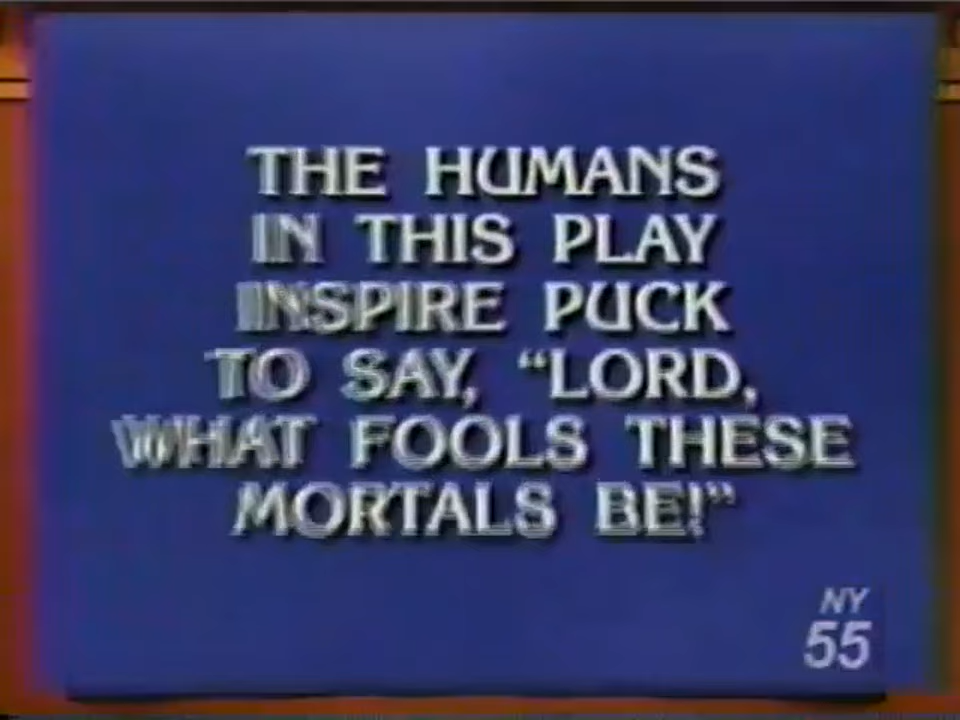 THE HUMANS
IN THIS PLAY
INSPIRE PUCK
TO SAY, “LORD,
WHAT FOOLS THESE
MORTALS BE!”
NY
55